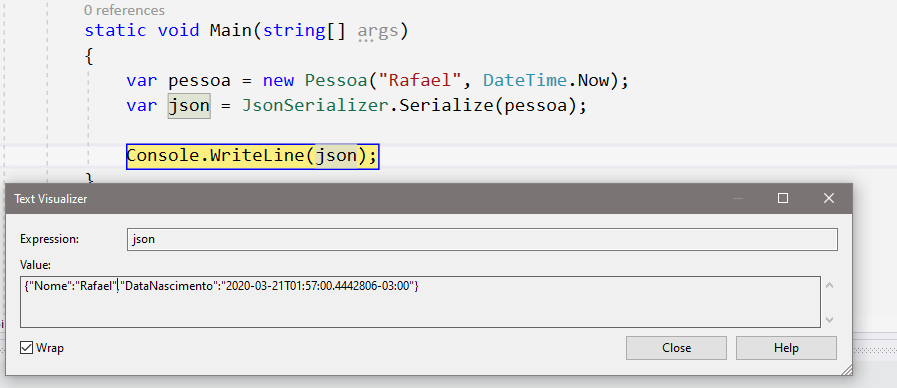 0 references
static void Main(string[] args)
{
var pessoa = new Pessoa("Rafael", DateTime.Now);
var json = JsonSerializer.Serialize(pessoa);
Console.WriteLine(json);
}
Text Visualizer
Expression:
json
Value:
{"Nome":"Rafael","DataNascimento":"2020-03-21T01:57:00.4442806-03:00"}
Wrap
Close
Help